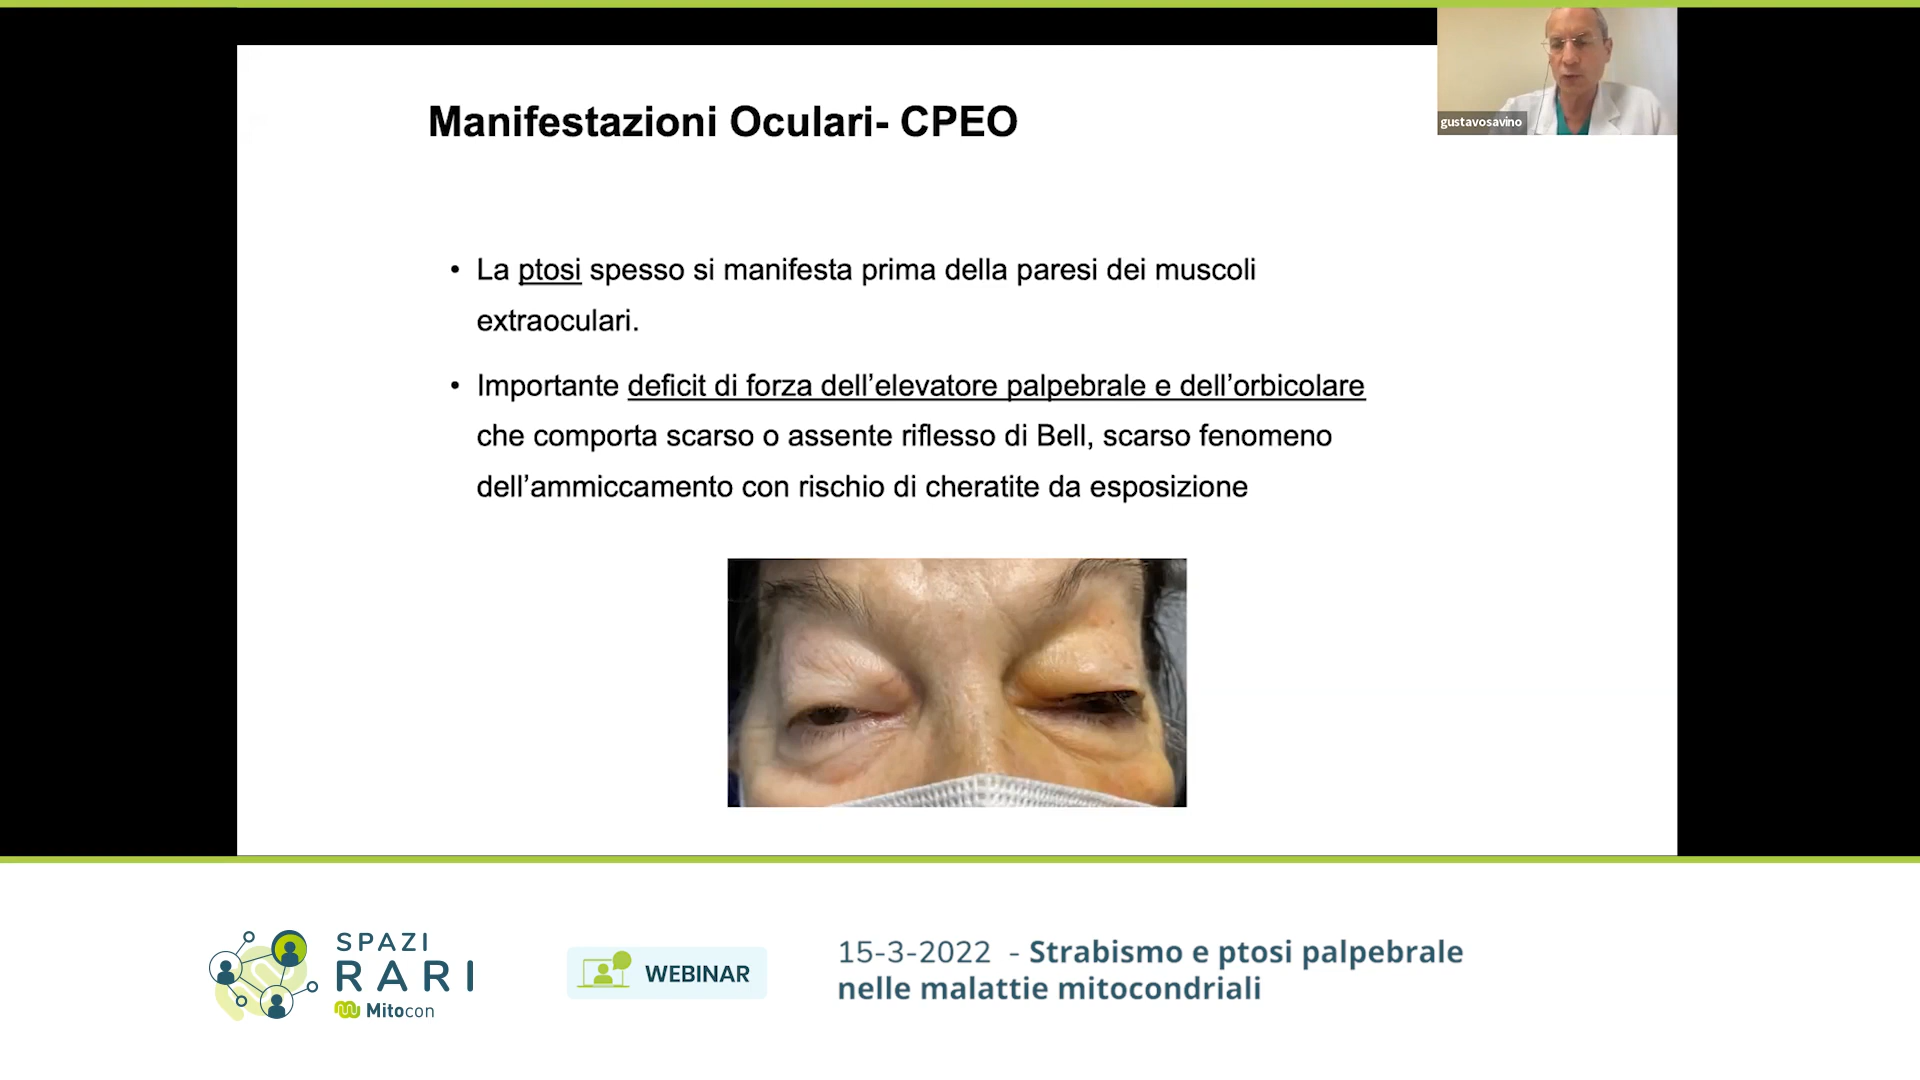 gustavosavino
Manifestazioni Oculari- CPEO
• La ptosi spesso si manifesta prima della paresi dei muscoli
extraoculari.
• Importante deficit di forza dell’elevatore palpebrale e dell’orbicolare
che comporta scarso o assente riflesso di Bell, scarso fenomeno
dell’ammiccamento con rischio di cheratite da esposizione
SPAZI
RARI
Mitocon
WEBINAR
15-3-2022 - Strabismo e ptosi palpebrale
nelle malattie mitocondriali